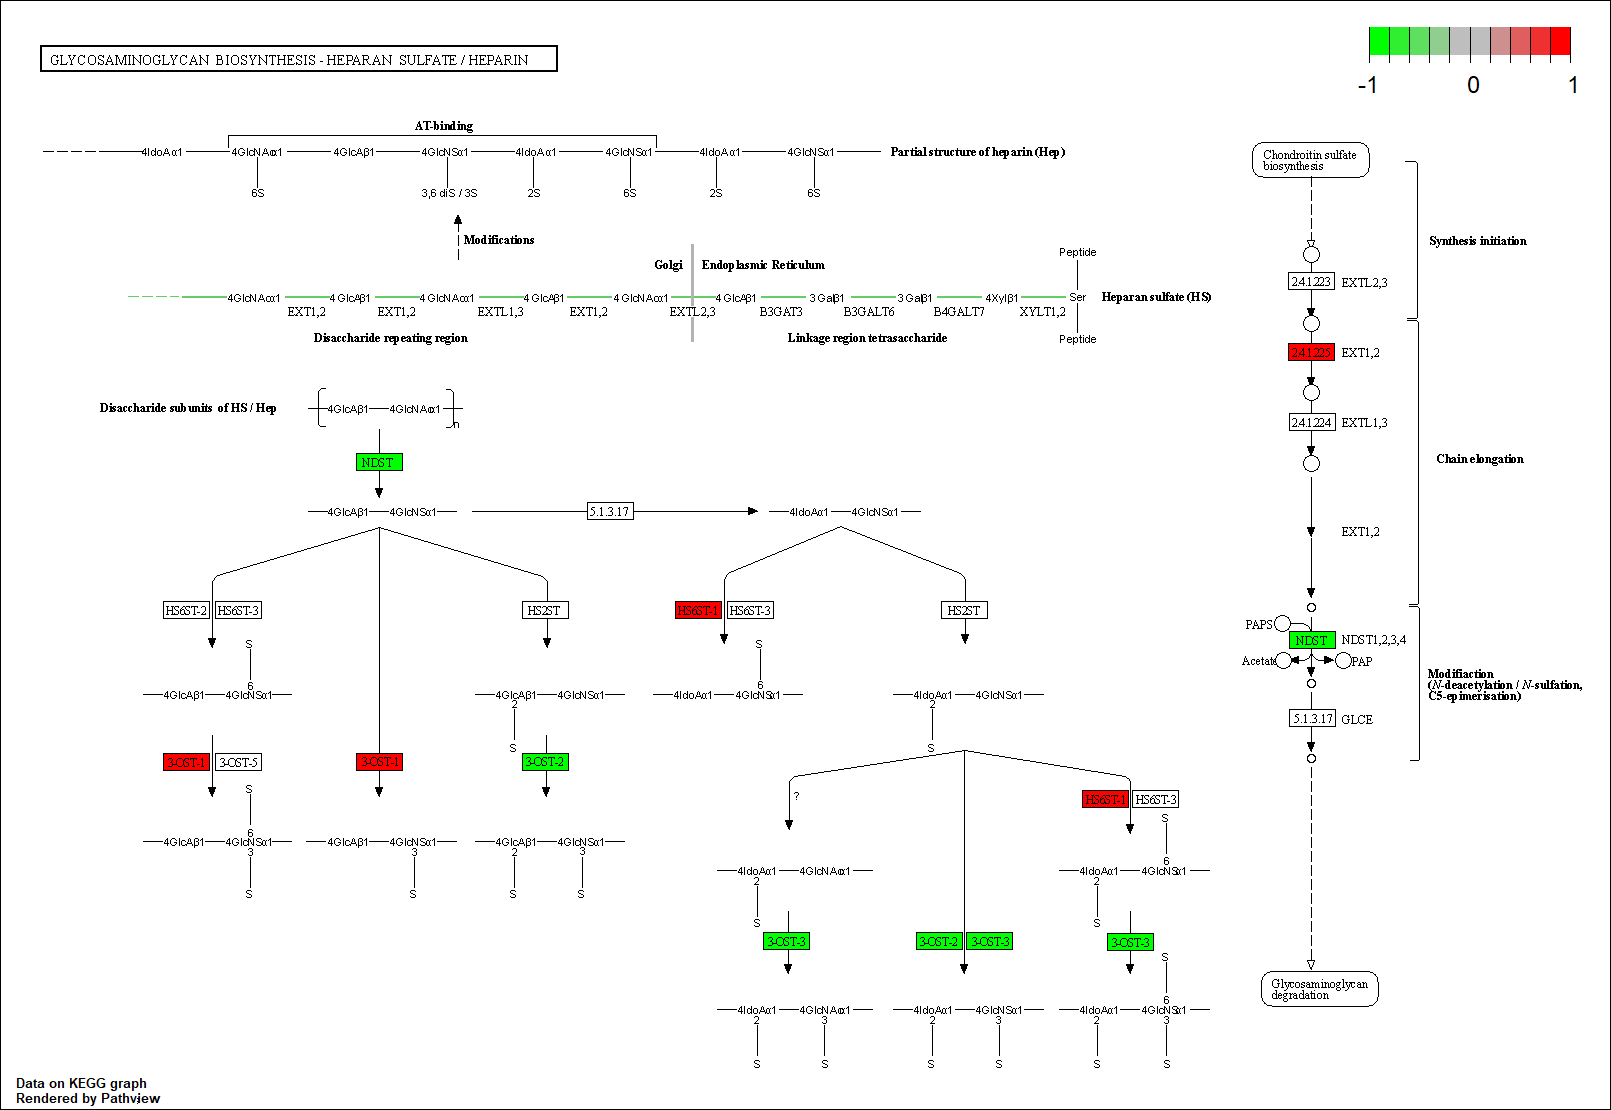 GLYCOSAMINOGLYCAN BIOSYNTHESIS - HEPARAN SULFATE / HEPARIN
-1 0 1
AT-binding
4IdoAα1 4GlcNAcα1 4GlcAβ1 4GlcNSα1 4IdoAα1 4GlcNSα1 4IdoAα1 4GlcNSα1 Partial structure of heparin (Hep)
6S 3,6 diS / 3S 2S 6S 2S 6S
Modifications
Golgi Endoplasmic Reticulum
Peptide
4GlcNAcα1 4GlcAβ1 4GlcNAcα1 4GlcAβ1 4GlcNAcα1 4GlcAβ1 3Galβ1 3Galβ1 4Xylβ1 Ser Heparan sulfate (HS)
EXT1,2 EXT1,2 EXTL1,3 EXT1,2 EXTL2,3 B3GAT3 B3GALT6 B4GALT7 XYLT1,2
Disaccharide repeating region Linkage region tetrasaccharide
Peptide
Disaccharide subunits of HS / Hep
4GlcAβ1 4GlcNAcα1
n
NDST
4GlcAβ1 4GlcNSα1 5.1.3.17 4IdoAα1 4GlcNSα1
HS6ST-2 HS6ST-3 HS2ST HS6ST-1 HS6ST-3 HS2ST
S S
6 6
4GlcAβ1 4GlcNSα1 4GlcAβ1 4GlcNSα1 4IdoAα1 4GlcNSα1 4IdoAα1 4GlcNSα1
2 2
S S
3-OST-1 3-OST-5 3-OST-1 3-OST-2
S
6
4GlcAβ1 4GlcNSα1 4GlcAβ1 4GlcNSα1 4GlcAβ1 4GlcNSα1
3 3 2 3
S S S S
? HS6ST-1 HS6ST-3
S
6
4IdoAα1 4GlcNAcα1 4IdoAα1 4GlcNSα1
2 2
S S
3-OST-3 3-OST-2 3-OST-3 3-OST-3
S
6
4IdoAα1 4GlcNAcα1 4IdoAα1 4GlcNSα1 4IdoAα1 4GlcNSα1
2 3 2 3 2 3
S S S S S S
Chondroitin sulfate
biosynthesis
Synthesis initiation
2.4.1.223 EXTL2,3
2.4.1.225 EXT1,2
2.4.1.224 EXTL1,3
Chain elongation
EXT1,2
PAPS
NDST NDST1,2,3,4
Acetate PAP
Modifiaction
(N-deacetylation / N-sulfation,
C5-epimerisation)
5.1.3.17 GLCE
Glycosaminoglycan
degradation
Data on KEGG graph
Rendered by Pathview